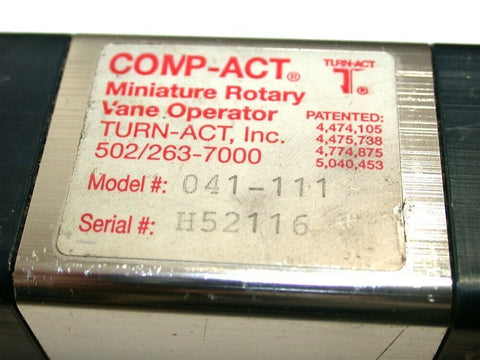 COMP-ACT®
Miniature Rotary
Vane Operator
TURN-ACT, Inc.
502/263-7000
Model #: 041-111
Serial #: H52116
TURN-ACT
T®
PATENTED:
4,474,105
4,475,738
4,774,875
5,040,453